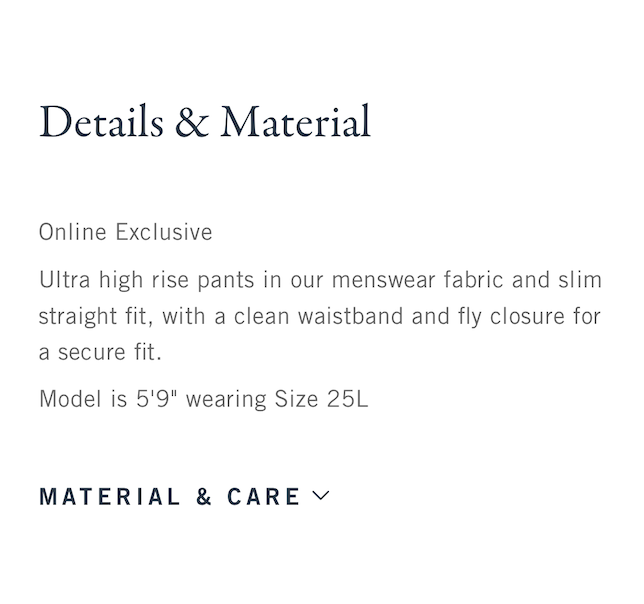 Details & Material
Online Exclusive
Ultra high rise pants in our menswear fabric and slim
straight fit, with a clean waistband and fly closure for
a secure fit.
Model is 5'9" wearing Size 25L
MATERIAL & CARE